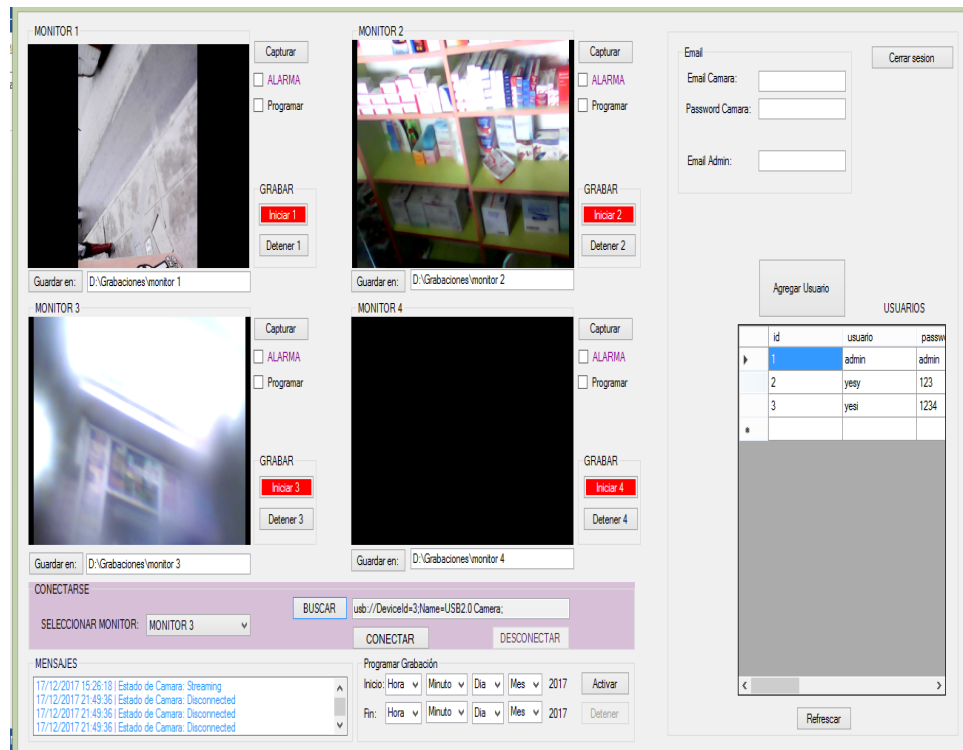 MONITOR 1
Capturar
ALARMA
Programar
GRABAR
Iniciar 1
Detener 1
Guardar en: D:\Grabaciones\monitor 1
MONITOR 2
Capturar
ALARMA
Programar
GRABAR
Iniciar 2
Detener 2
Guardar en: D:\Grabaciones\monitor 2
MONITOR 3
Capturar
ALARMA
Programar
GRABAR
Iniciar 3
Detener 3
Guardar en: D:\Grabaciones\monitor 3
MONITOR 4
Capturar
ALARMA
Programar
GRABAR
Iniciar 4
Detener 4
Guardar en: D:\Grabaciones\monitor 4
CONECTARSE
SELECCIONAR MONITOR: MONITOR 3
BUSCAR usb://DeviceId=3;Name=USB2.0 Camera;
CONECTAR DESCONECTAR
MENSAJES
17/12/2017 15:26:18 | Estado de Camara: Streaming
17/12/2017 21:49:36 | Estado de Camara: Disconnected
17/12/2017 21:49:36 | Estado de Camara: Disconnected
17/12/2017 21:49:36 | Estado de Camara: Disconnected
Programar Grabación
Inicio: Hora Minuto Dia Mes 2017 Activar
Fin: Hora Minuto Dia Mes 2017 Detener
Email
Cerrar sesion
Email Camara:
Password Camara:
Email Admin:
Agregar Usuario
USUARIOS
id usuario passw
1 admin admin
2 yesy 123
3 yesi 1234
Refrescar